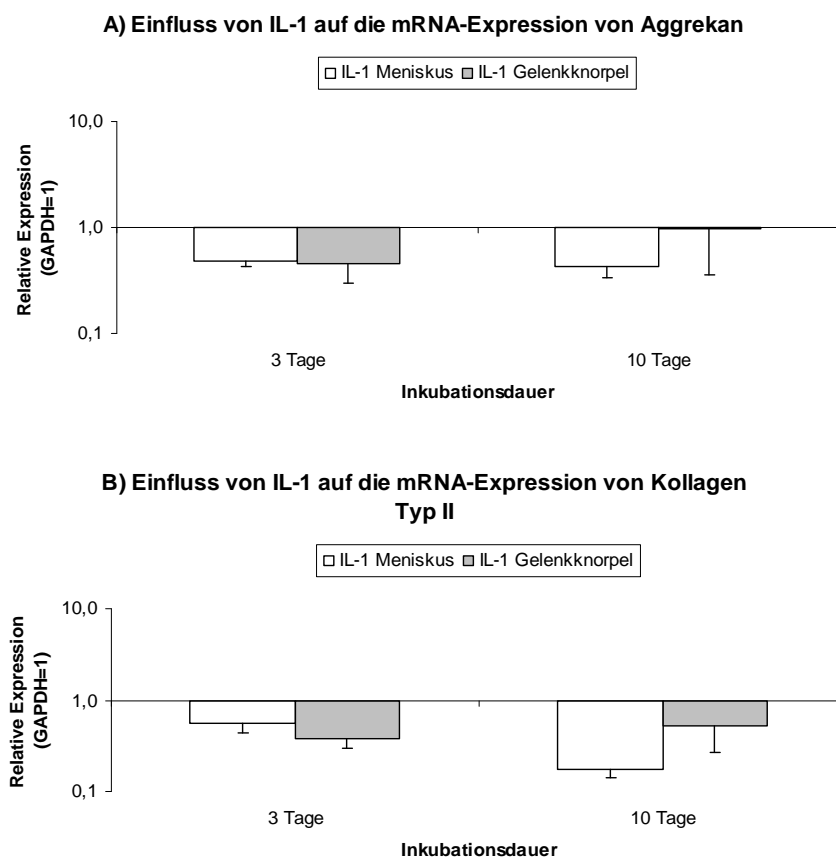 A) Einfluss von IL-1 auf die mRNA-Expression von Aggrekan
IL-1 Meniskus IL-1 Gelenkknorpel
Relative Expression
(GAPDH=1)
10,0
1,0
0,1
3 Tage 10 Tage
Inkubationsdauer
B) Einfluss von IL-1 auf die mRNA-Expression von Kollagen
Typ II
IL-1 Meniskus IL-1 Gelenkknorpel
Relative Expression
(GAPDH=1)
10,0
1,0
0,1
3 Tage 10 Tage
Inkubationsdauer